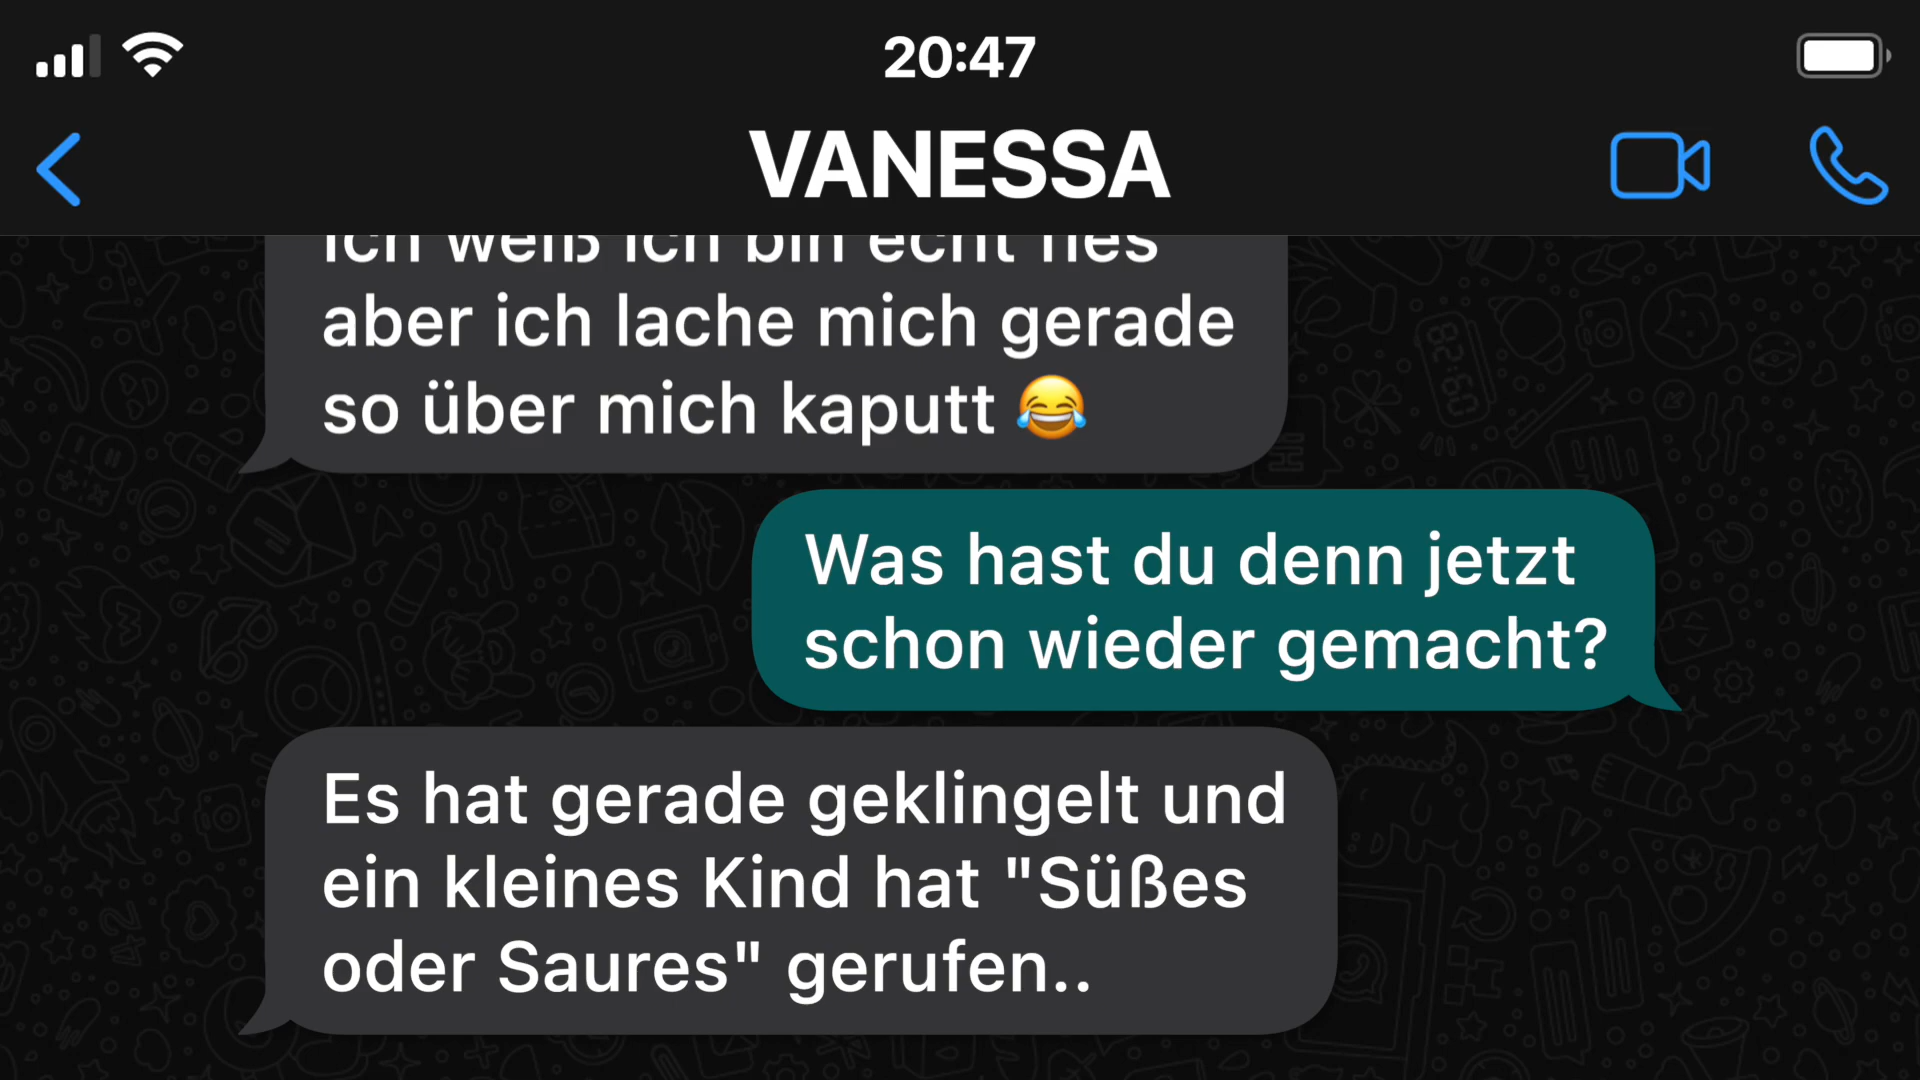 20:47
VANESSA
ich weiß ich bin echt fies
aber ich lache mich gerade
so über mich kaputt 😂
Was hast du denn jetzt
schon wieder gemacht?
Es hat gerade geklingelt und
ein kleines Kind hat "Süßes
oder Saures" gerufen..